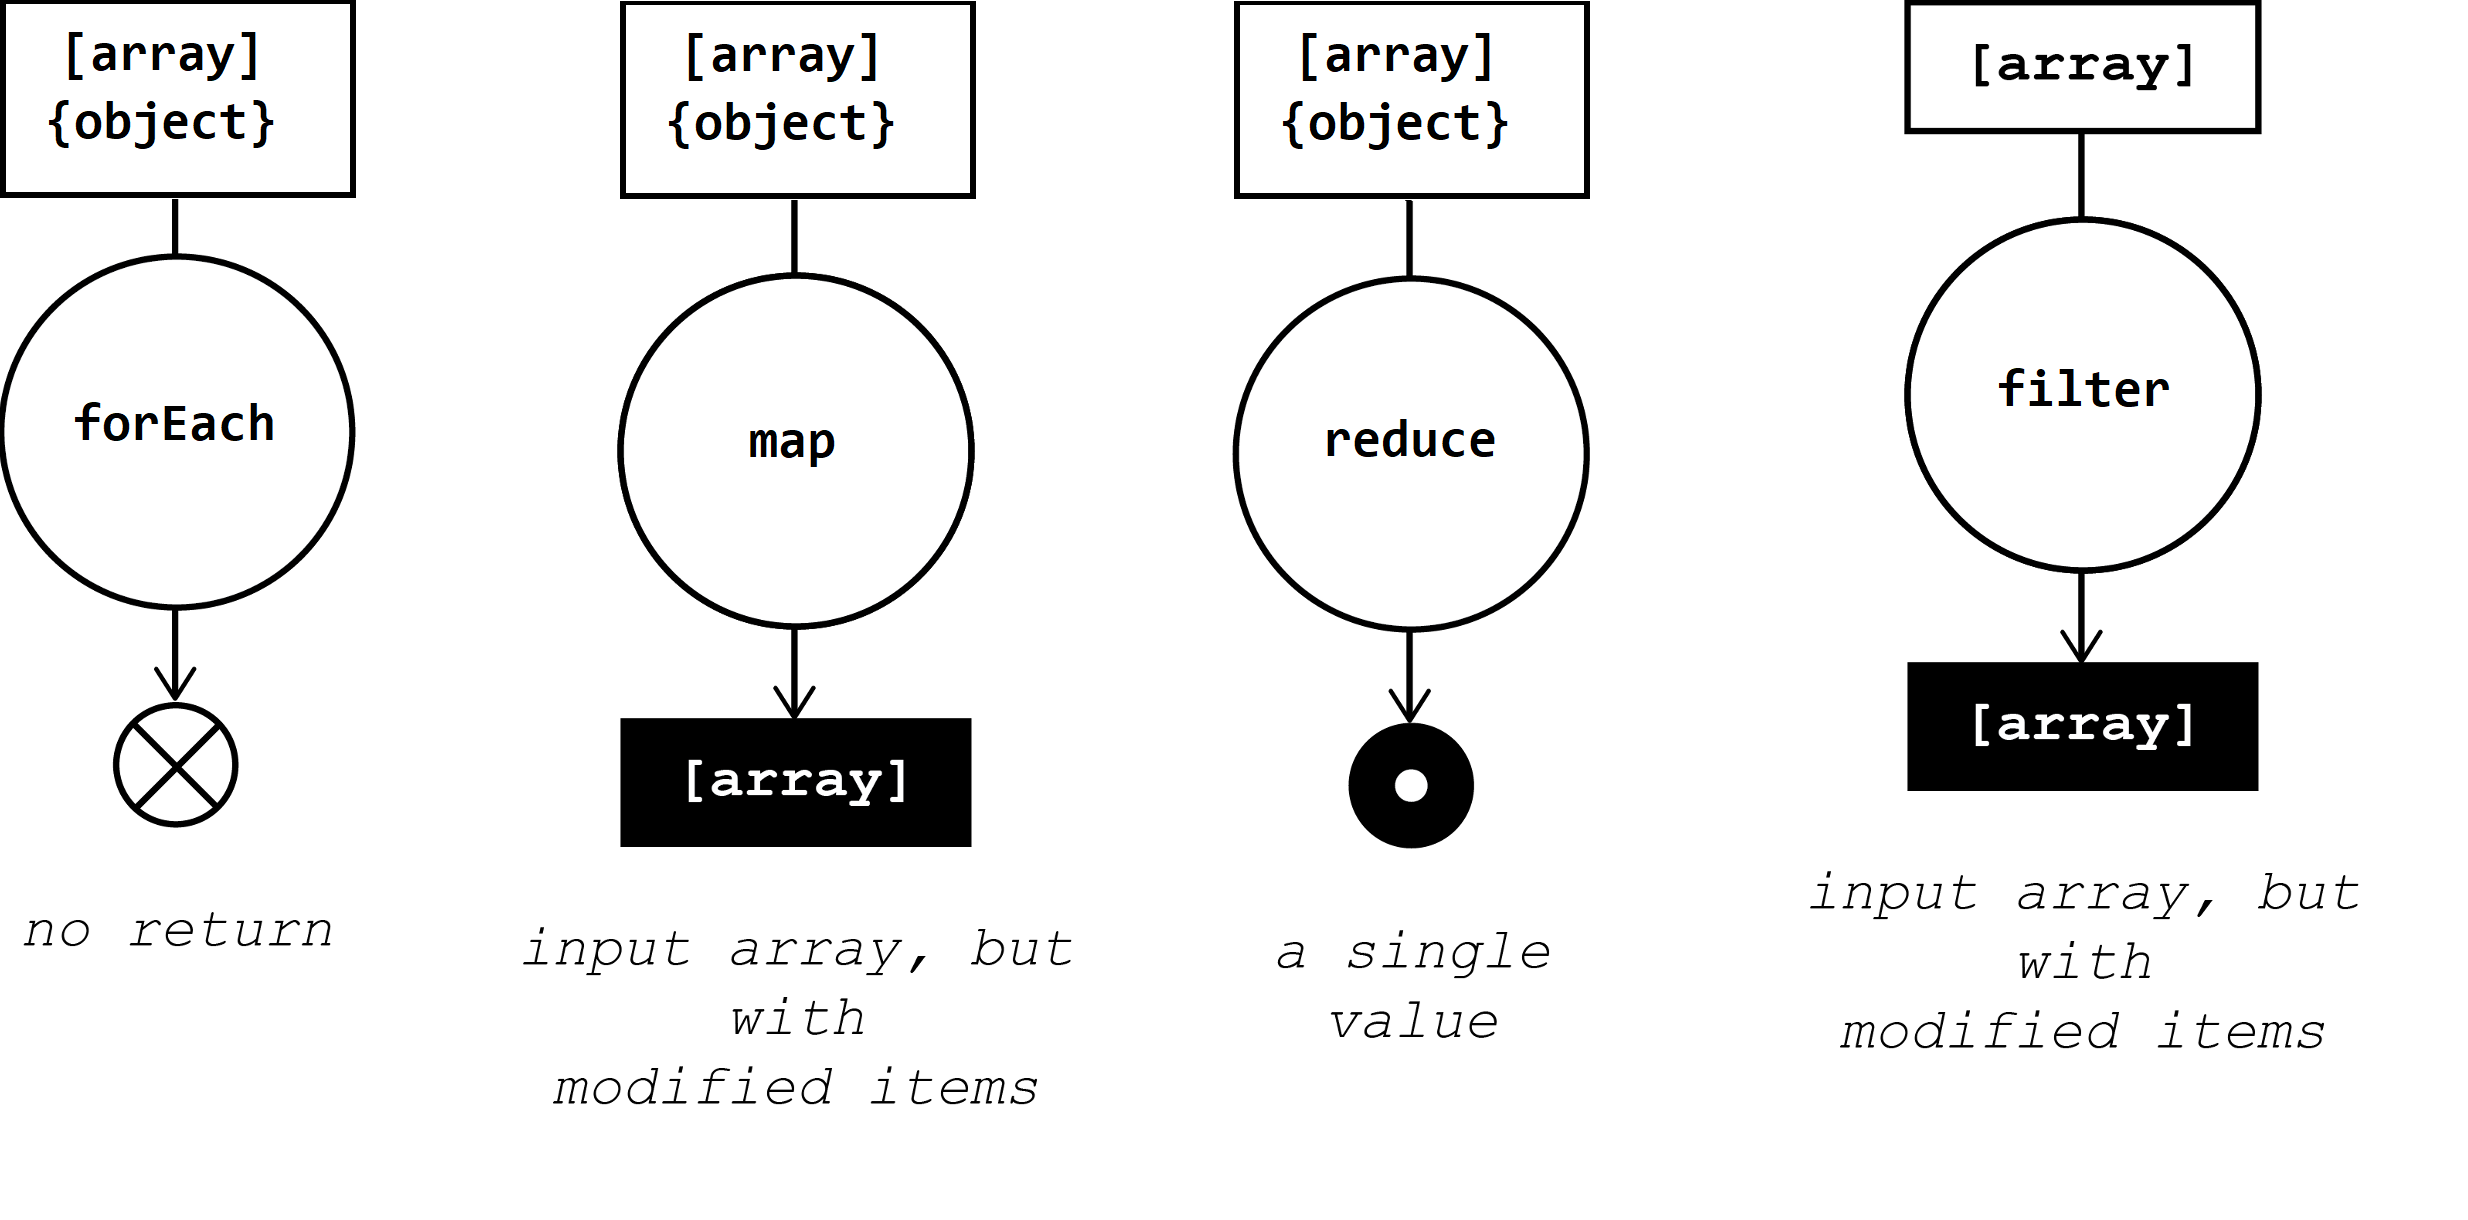 [array]
{object}
forEach
no return
[array]
{object}
map
[array]
input array, but
with
modified items
[array]
{object}
reduce
a single
value
[array]
filter
[array]
input array, but
with
modified items